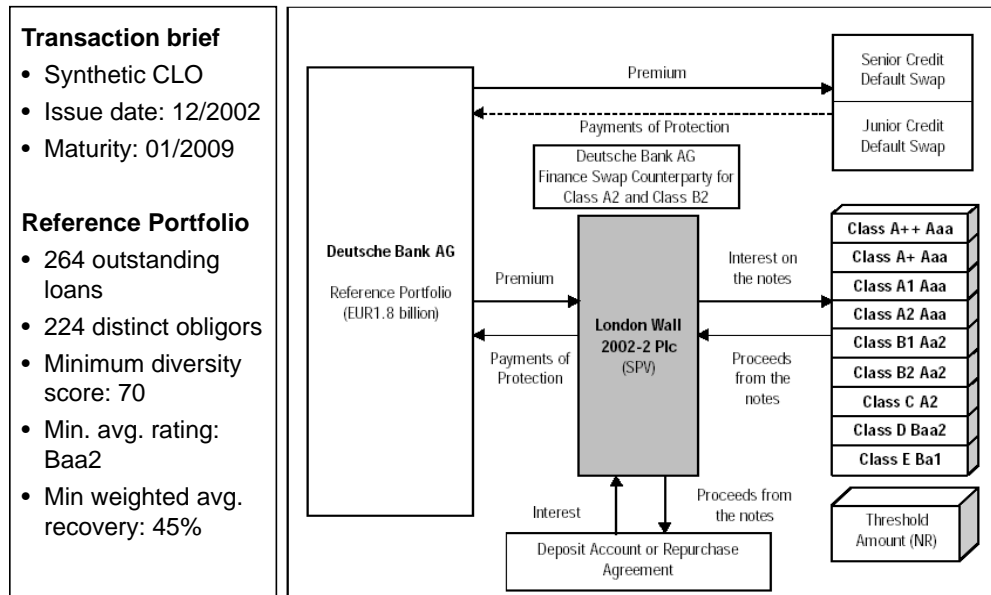 Transaction brief
• Synthetic CLO
• Issue date: 12/2002
• Maturity: 01/2009
Reference Portfolio
• 264 outstanding
loans
• 224 distinct obligors
• Minimum diversity
score: 70
• Min. avg. rating:
Baa2
• Min weighted avg.
recovery: 45%
Senior Credit
Default Swap
Premium
Payments of Protection
Junior Credit
Default Swap
Deutsche Bank AG
Finance Swap Counterparty for
Class A2 and Class B2
Deutsche Bank AG
Reference Portfolio
(EUR1.8 billion)
Premium
Payments of
Protection
London Wall
2002-2 Plc
(SPV)
Interest on
the notes
Proceeds
from the
notes
Class A++ Aaa
Class A+ Aaa
Class A1 Aaa
Class A2 Aaa
Class B1 Aa2
Class B2 Aa2
Class C A2
Class D Baa2
Class E Ba1
Interest
Proceeds from
the notes
Deposit Account or Repurchase
Agreement
Threshold
Amount (NR)